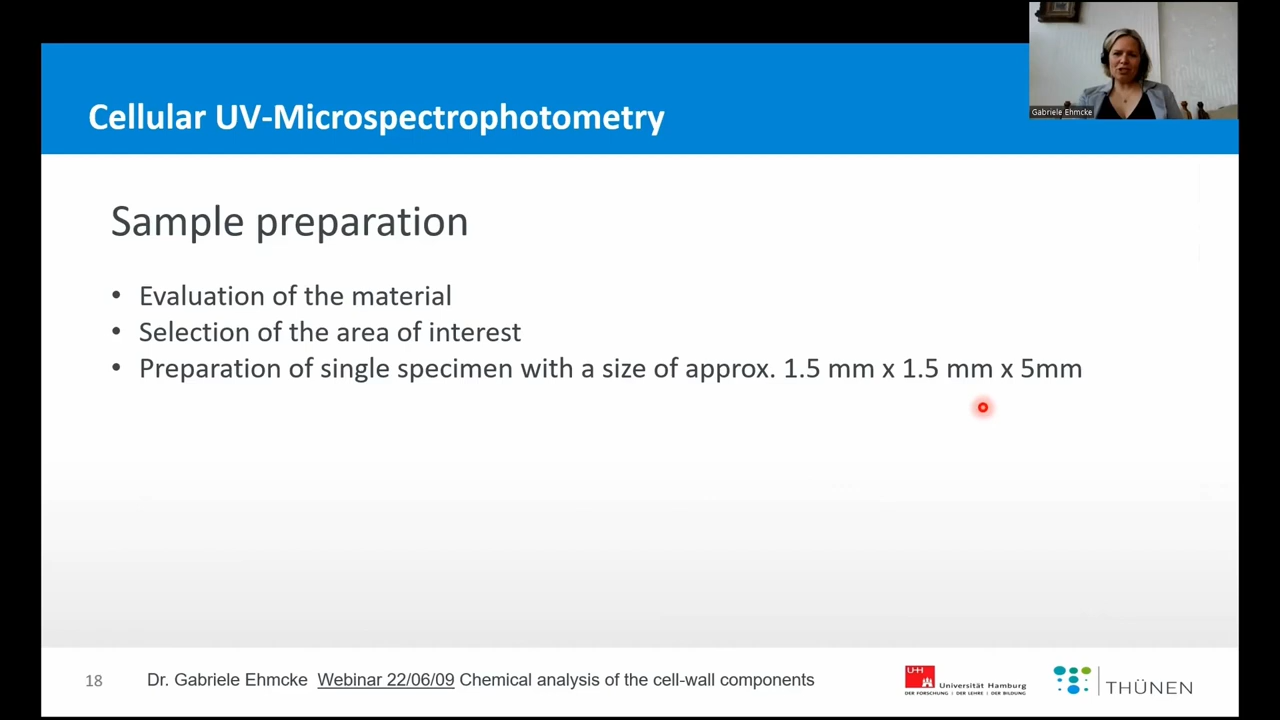 Gabriele Ehmcke
Cellular UV-Microspectrophotometry
Sample preparation
• Evaluation of the material
• Selection of the area of interest
• Preparation of single specimen with a size of approx. 1.5 mm x 1.5 mm x 5mm
18 Dr. Gabriele Ehmcke Webinar 22/06/09 Chemical analysis of the cell-wall components
UH
Universität Hamburg
DER FORSCHUNG | DER LEHRE | DER BILDUNG
THÜNEN